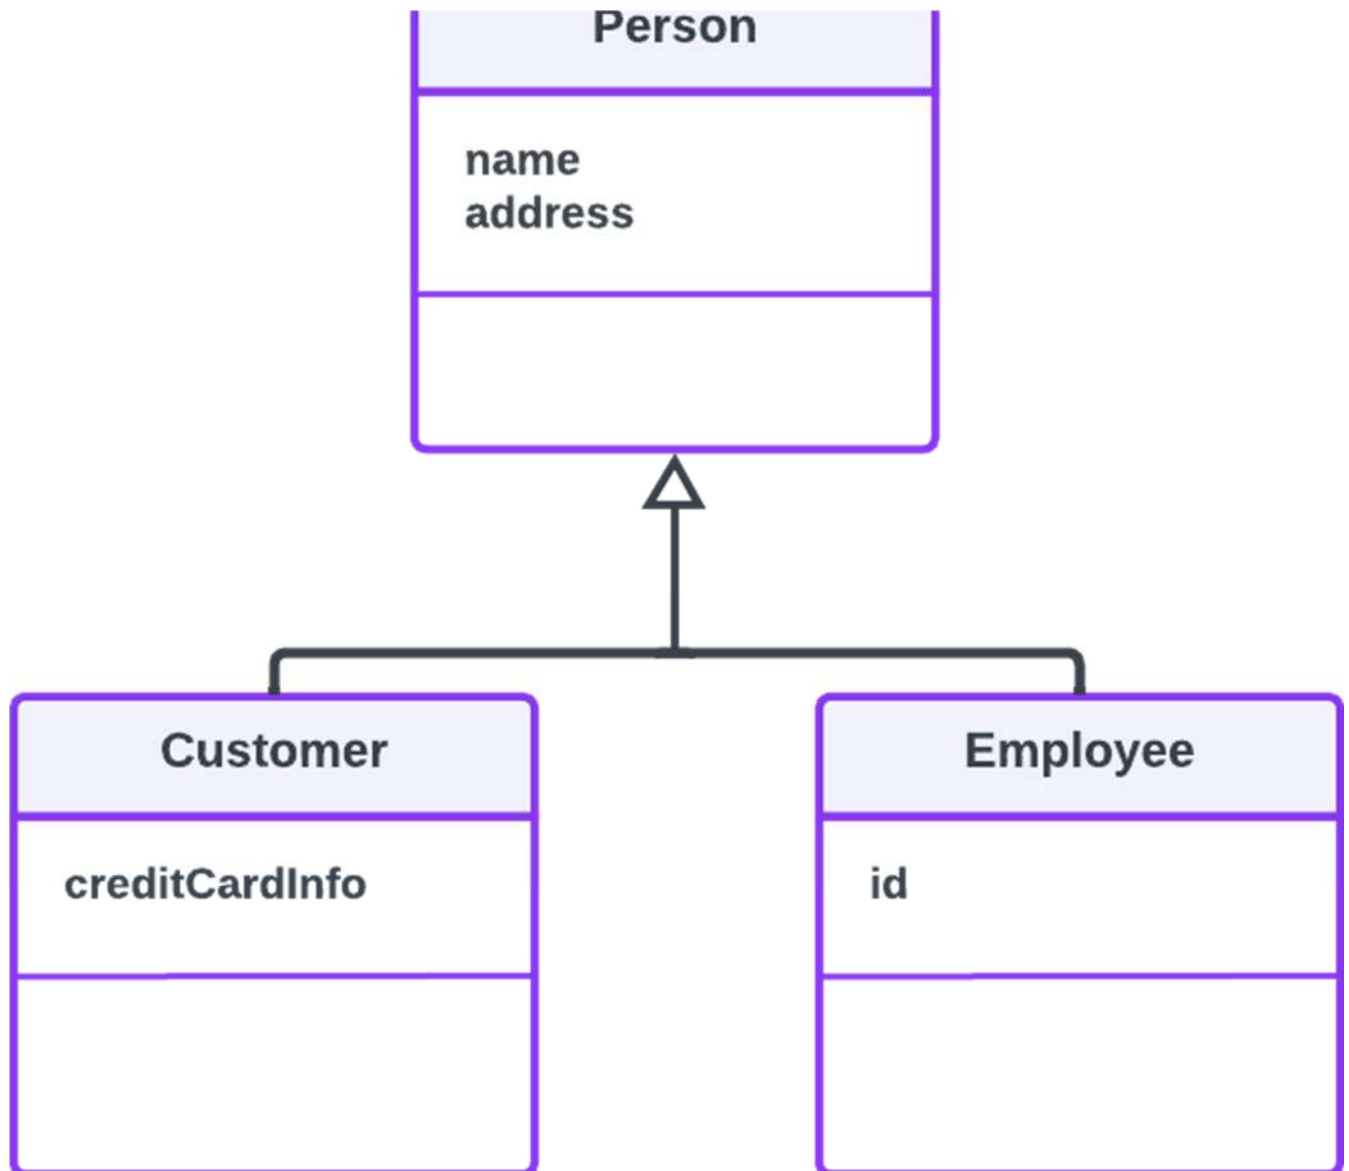 Person
name
address
Customer
creditCardInfo
Employee
id